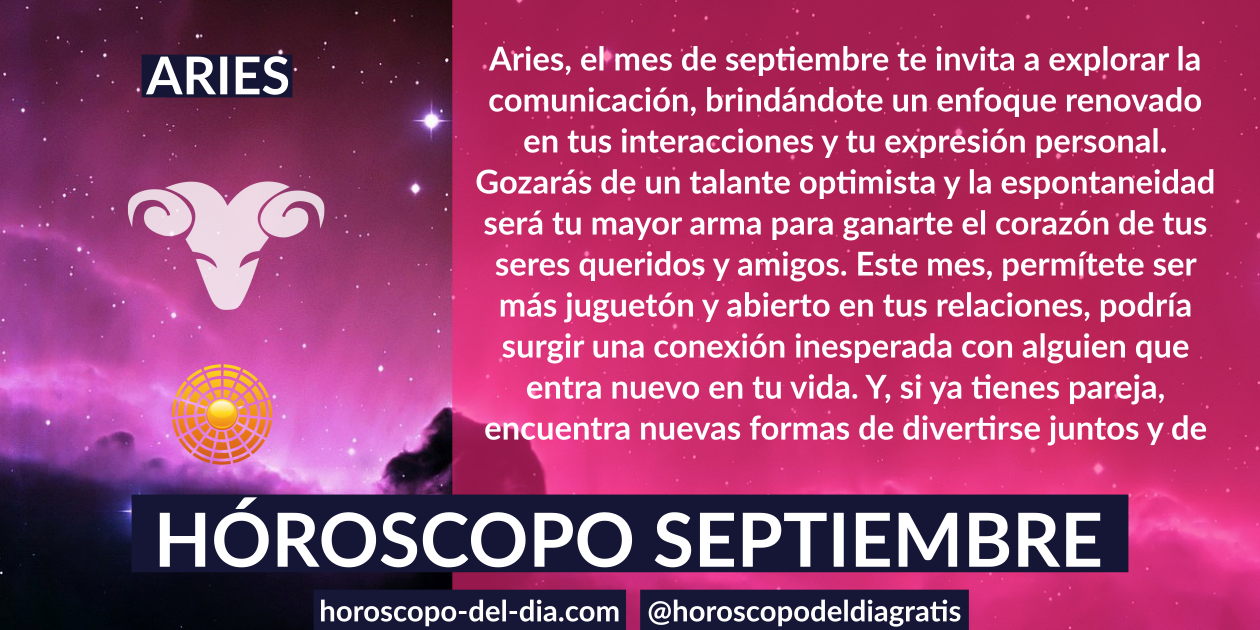 ARIES
Aries, el mes de septiembre te invita a explorar la
comunicación, brindándote un enfoque renovado
en tus interacciones y tu expresión personal.
Gozarás de un talante optimista y la espontaneidad
será tu mayor arma para ganarte el corazón de tus
seres queridos y amigos. Este mes, permítete ser
más juguetón y abierto en tus relaciones, podría
surgir una conexión inesperada con alguien que
entra nuevo en tu vida. Y, si ya tienes pareja,
encuentra nuevas formas de divertirse juntos y de
HÓROSCOPO SEPTIEMBRE
horoscopo-del-dia.com
@horoscopodeldiagratis